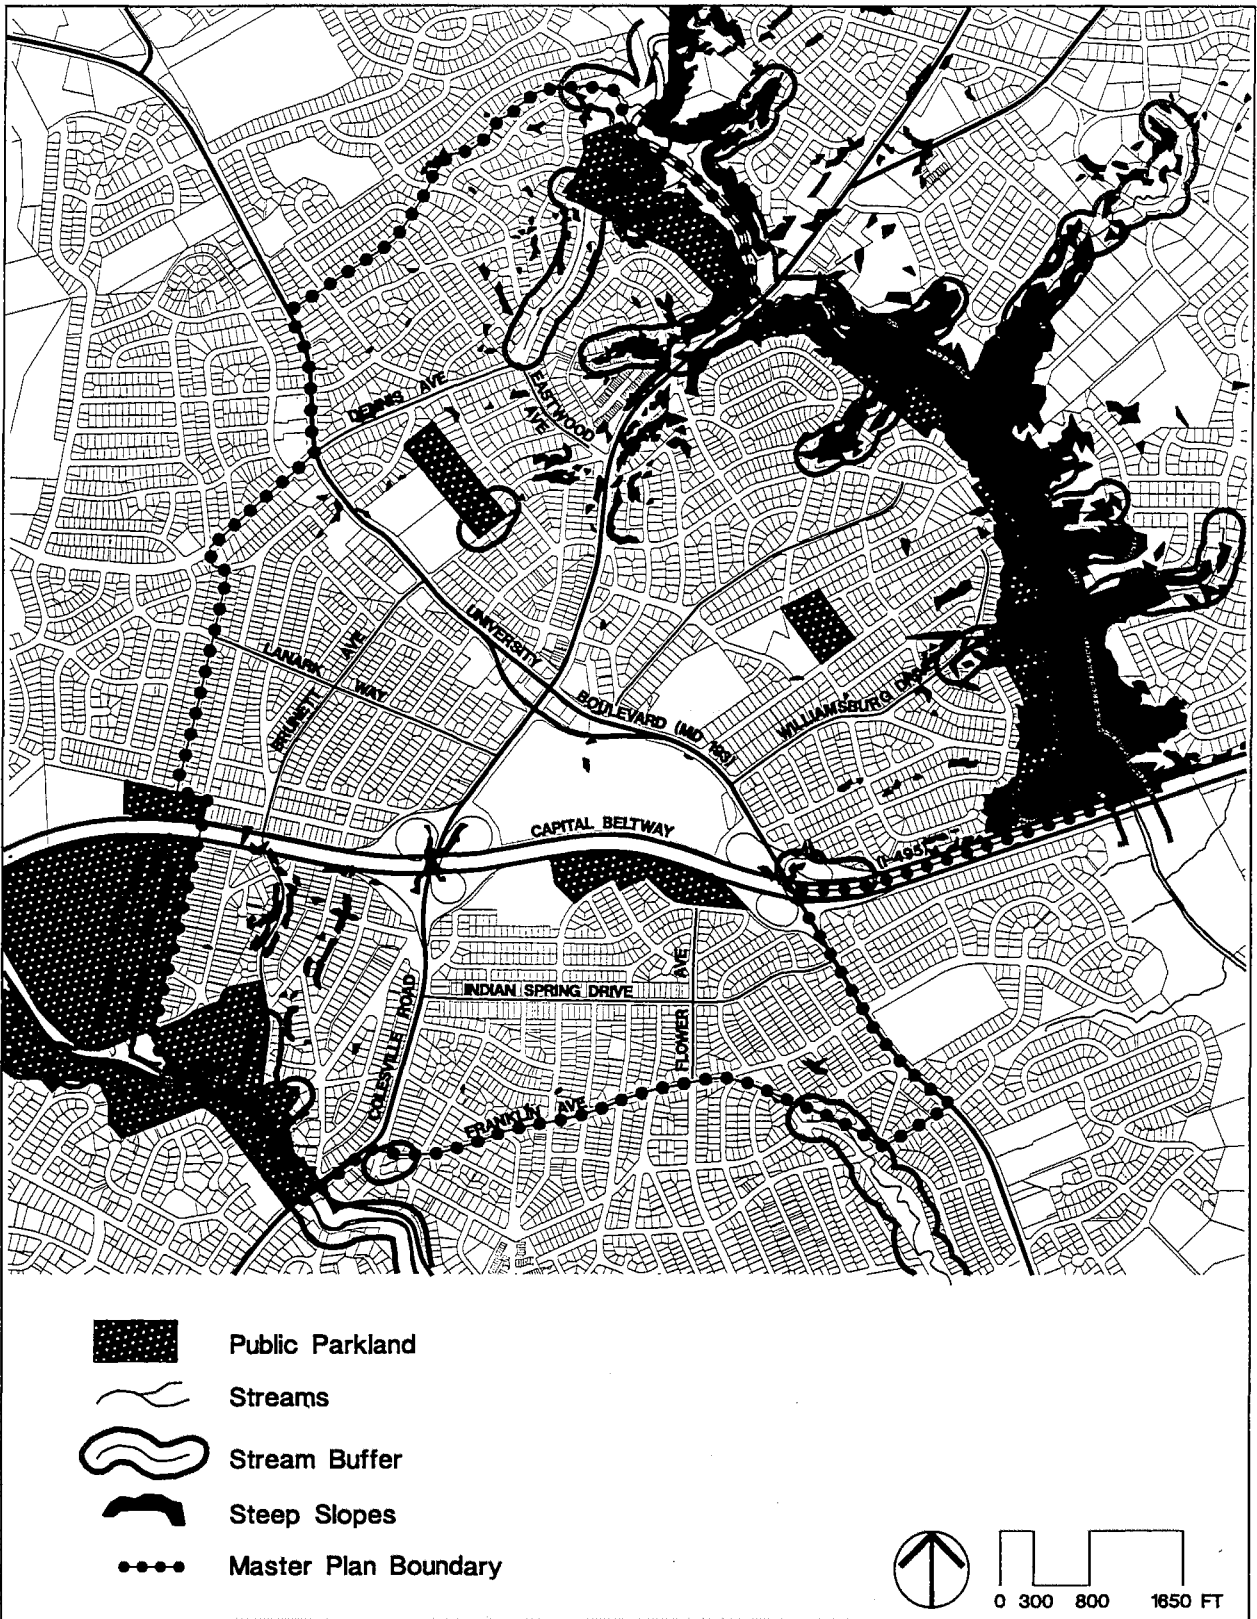 DENNIS AVE
EASTWOOD
AVE
UNIVERSITY
BOULEVARD (MD 193)
LANARK WAY
BRUNETT AVE
WILLIAMSBURG DR
CAPITAL BELTWAY
(I-495)
COLESVILLE ROAD
INDIAN SPRING DRIVE
FLOWER AVE
FRANKLIN AVE
Public Parkland
Streams
Stream Buffer
Steep Slopes
Master Plan Boundary
0 300 800 1650 FT